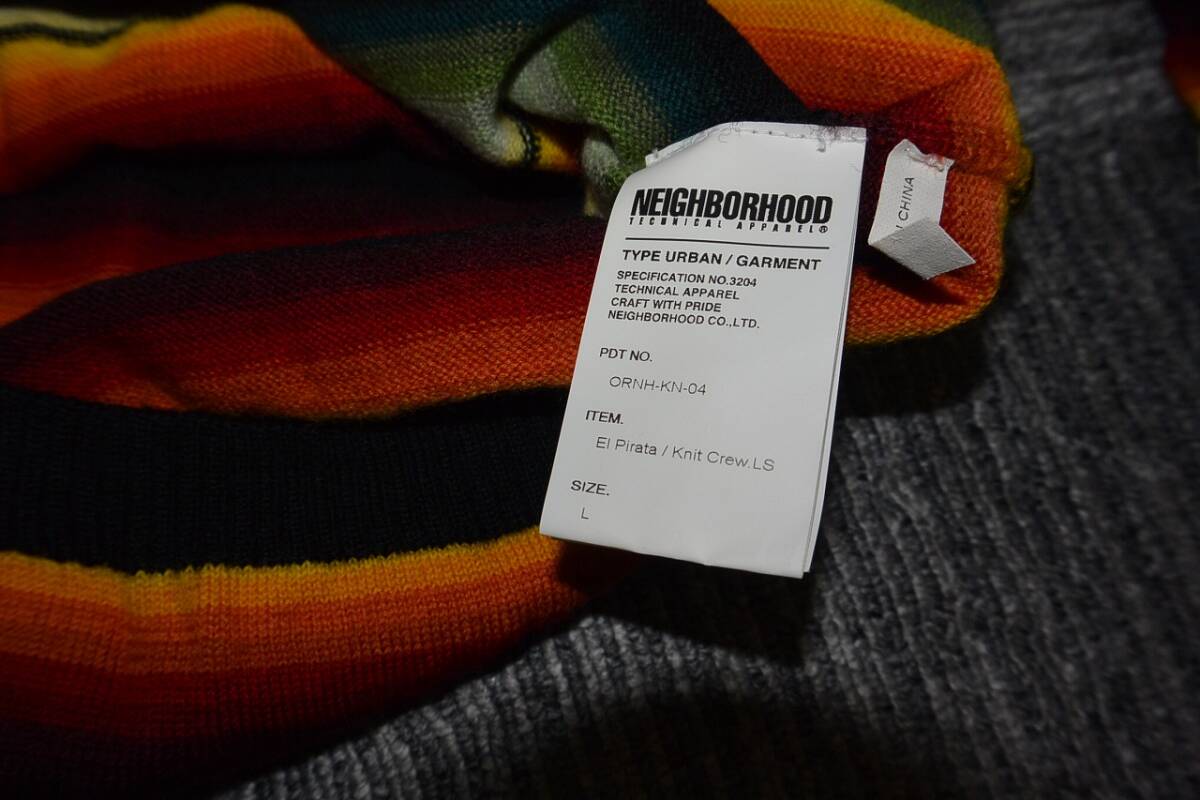 NEIGHBORHOOD
TECHNICAL APPAREL®
TYPE URBAN / GARMENT
SPECIFICATION NO.3204
TECHNICAL APPAREL
CRAFT WITH PRIDE
NEIGHBORHOOD CO.,LTD.
PDT NO.
ORNH-KN-04
ITEM.
El Pirata / Knit Crew.LS
SIZE.
L
CHINA